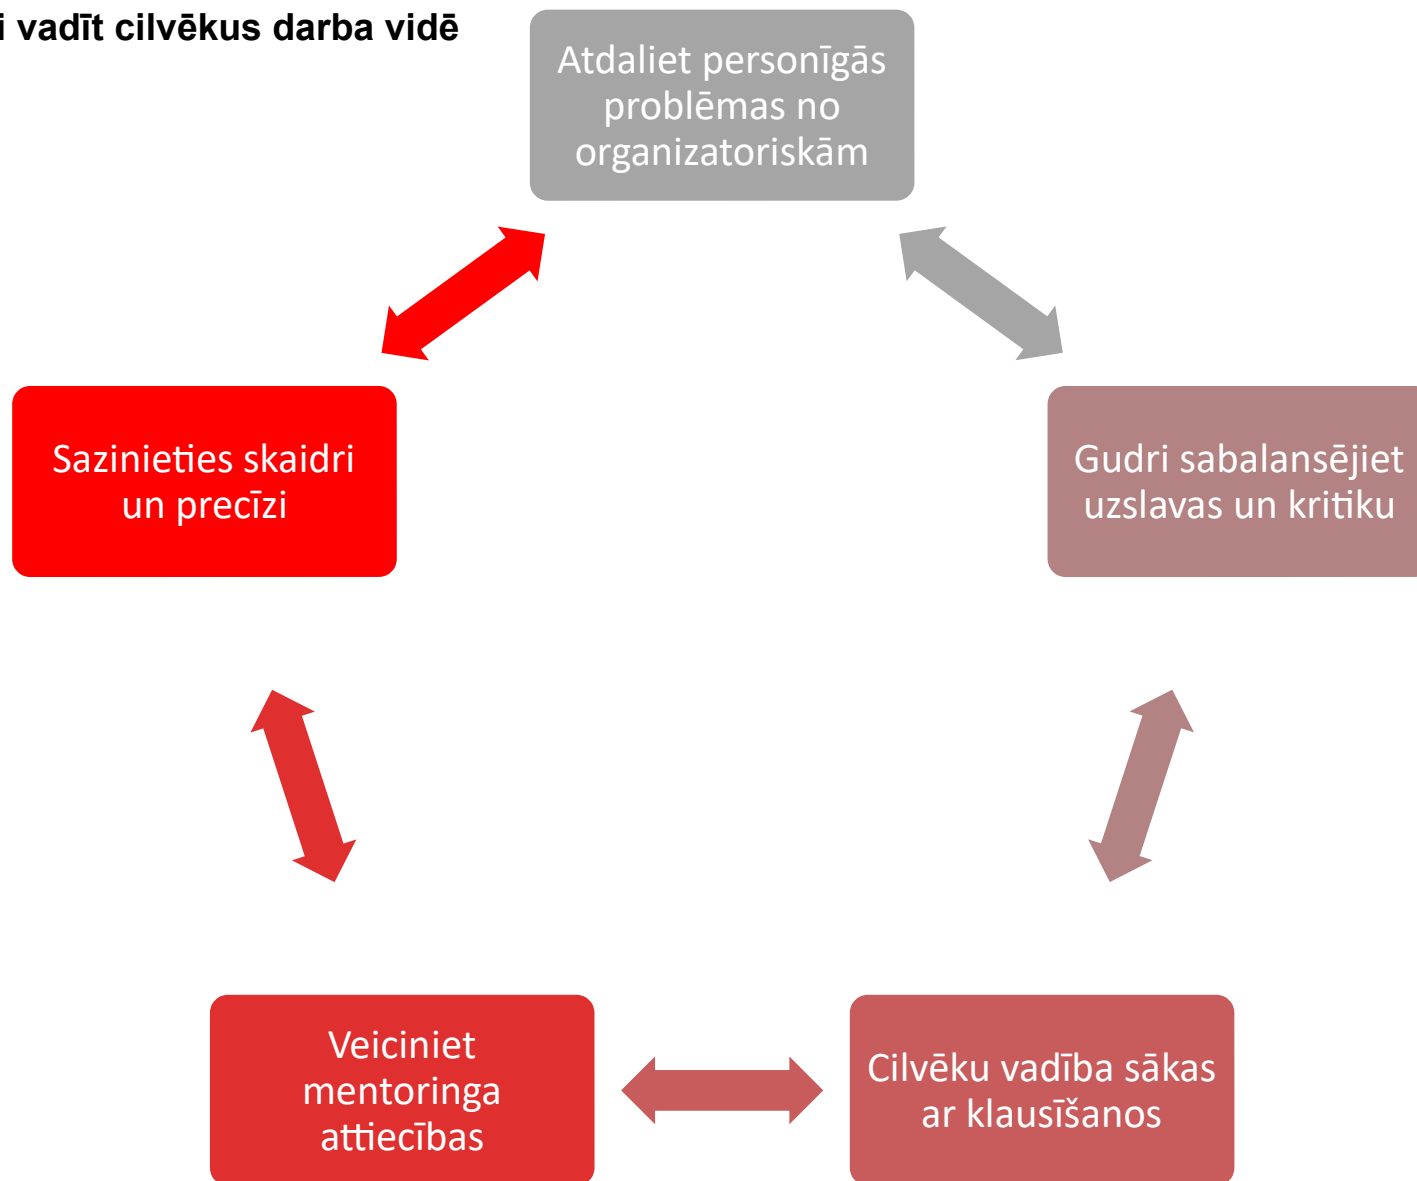 i vadīt cilvēkus darba vidē
Atdaliet personīgās
problēmas no
organizatoriskām
Sazinieties skaidri
un precīzi
Gudri sabalansējiet
uzslavas un kritiku
Veiciniet
mentoringa
attiecības
Cilvēku vadība sākas
ar klausīšanos